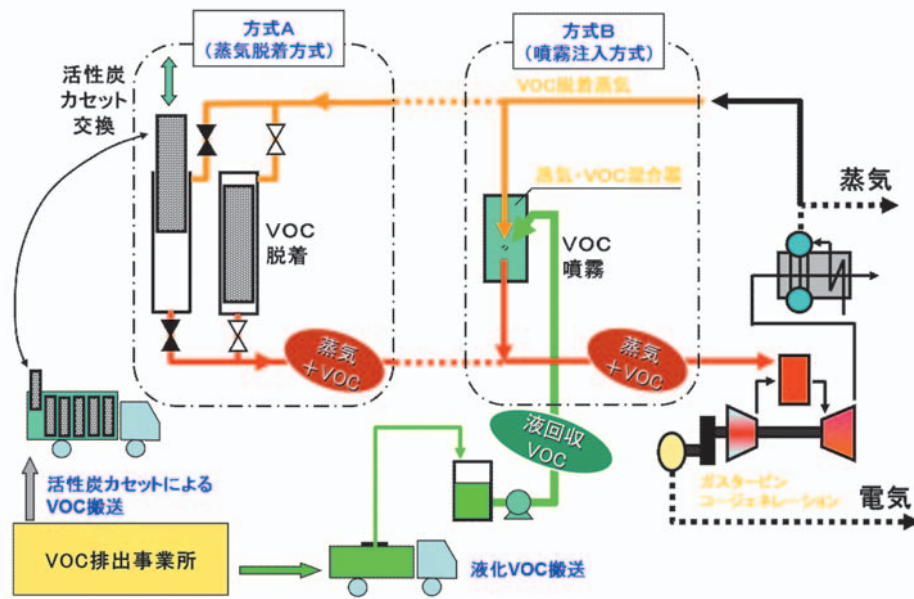 方式A
(蒸気脱着方式)
方式B
(噴霧注入方式)
活性炭
カセット
交換
VOC脱着蒸気
蒸気・VOC混合器
蒸気
VOC
脱着
VOC
噴霧
蒸気
+VOC
蒸気
+VOC
液回収
VOC
ガスタービン
コージェネレーション
電気
活性炭カセットによる
VOC搬送
VOC排出事業所
液化VOC搬送